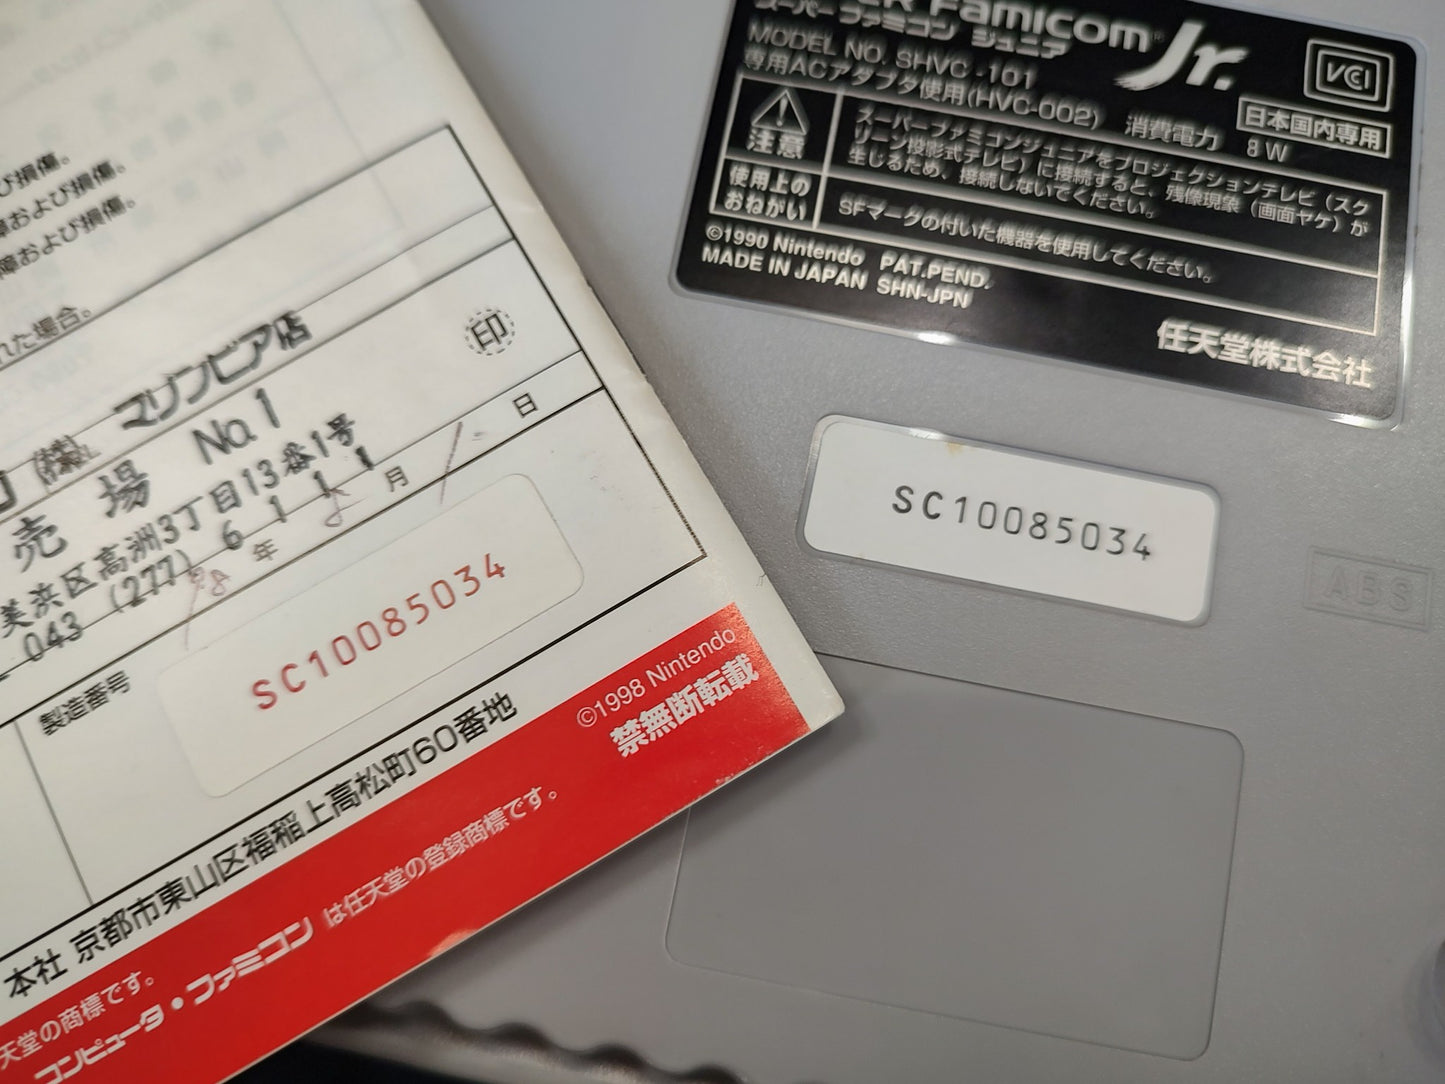 び損傷。
および損傷。
障および損傷。
れた場合。
(株) マリンピア店
印
売場 No.1
美浜区高洲3丁目13番1号
043 (277) 6111
'98年 8月 1日
製造番号
SC10085034
本社 京都市東山区福稲上高松町60番地
©1998 Nintendo
禁無断転載
天堂の商標です。
コンピュータ・ファミコン は任天堂の登録商標です。
ER Famicom Jr.
スーパーファミコン ジュニア
MODEL NO. SHVC-101
専用ACアダプタ使用(HVC-002) 消費電力 8W
VCCI
日本国内専用
注意
スーパーファミコンジュニアをプロジェクションテレビ(スク
リーン投影式テレビ)に接続すると、残像現象(画面ヤケ)が
生じるため、接続しないでください。
使用上の
おねがい
SFマークの付いた機器を使用してください。
©1990 Nintendo PAT.PEND.
MADE IN JAPAN SHN-JPN
任天堂株式会社
SC10085034
ABS